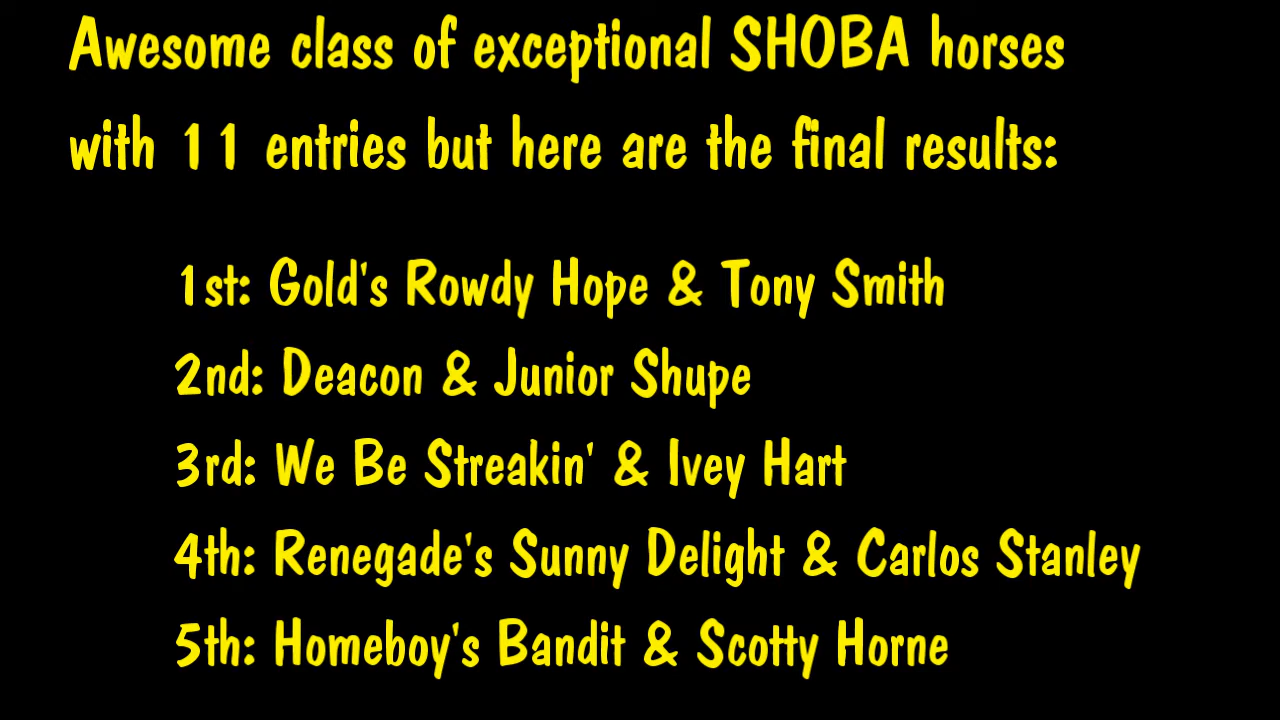 Awesome class of exceptional SHOBA horses
with 11 entries but here are the final results:
1st: Gold's Rowdy Hope & Tony Smith
2nd: Deacon & Junior Shupe
3rd: We Be Streakin' & Ivey Hart
4th: Renegade's Sunny Delight & Carlos Stanley
5th: Homeboy's Bandit & Scotty Horne